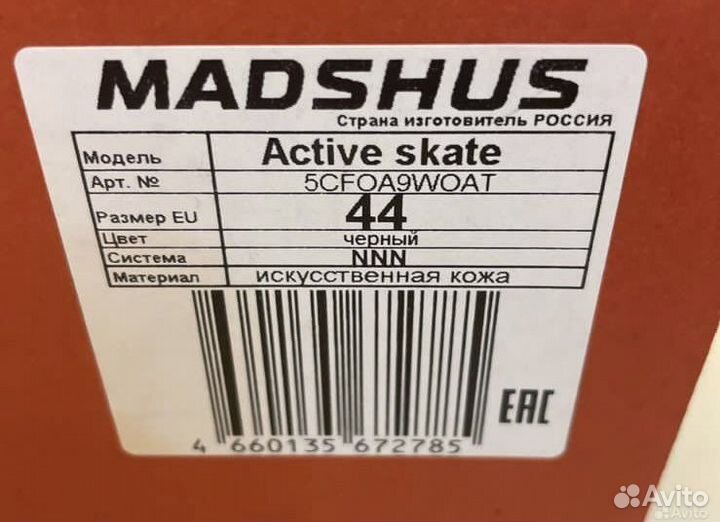 MADSHUS
Страна изготовитель РОССИЯ
Модель Active skate
Арт. № 5CFOA9WOAT
Размер EU 44
Цвет черный
Система NNN
Материал искусственная кожа
EAC
4 660135 672785
Avito
Avito